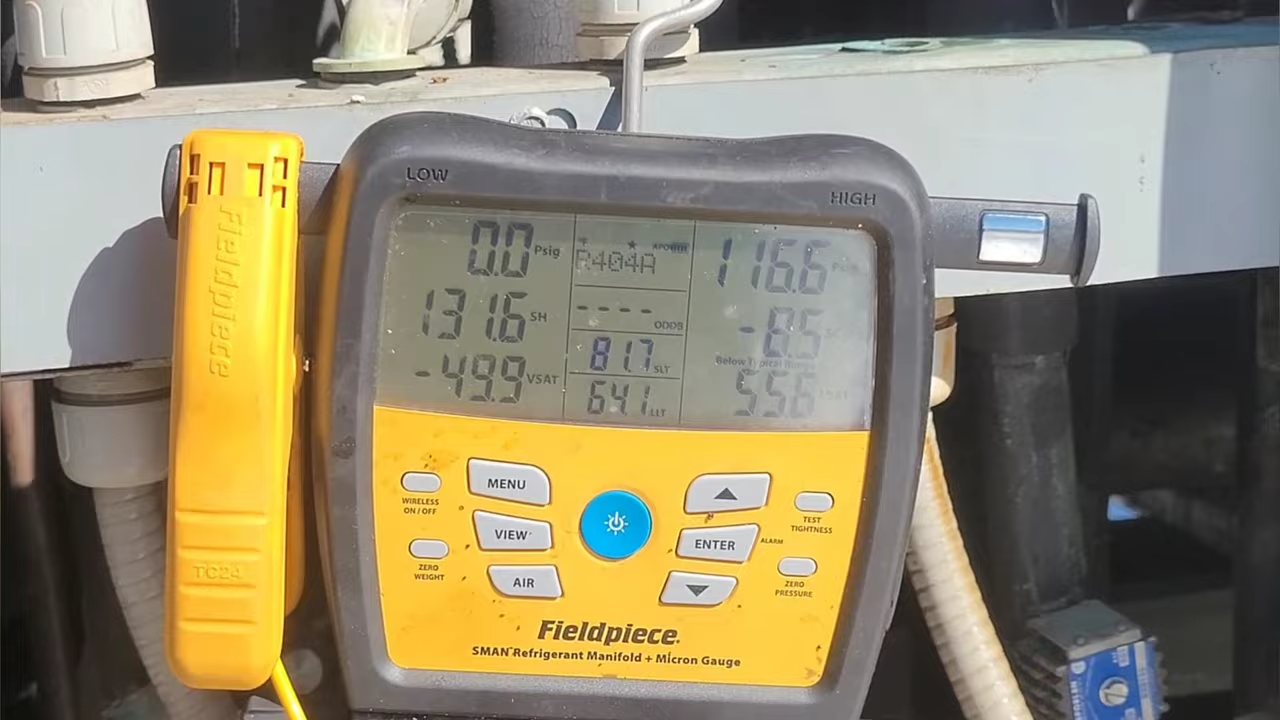 LOW
HIGH
0.0 Psig
131.6 SH
-49.9 VSAT
R404A
- - - -
ODDB
81.7 SLT
64.1 LLT
116.6 Psig
-8.5
Below Typical Range
55.6
Fieldpiece
TC24
WIRELESS
ON / OFF
MENU
VIEW
ZERO
WEIGHT
AIR
ENTER
ALARM
TEST
TIGHTNESS
ZERO
PRESSURE
Fieldpiece
SMAN Refrigerant Manifold + Micron Gauge